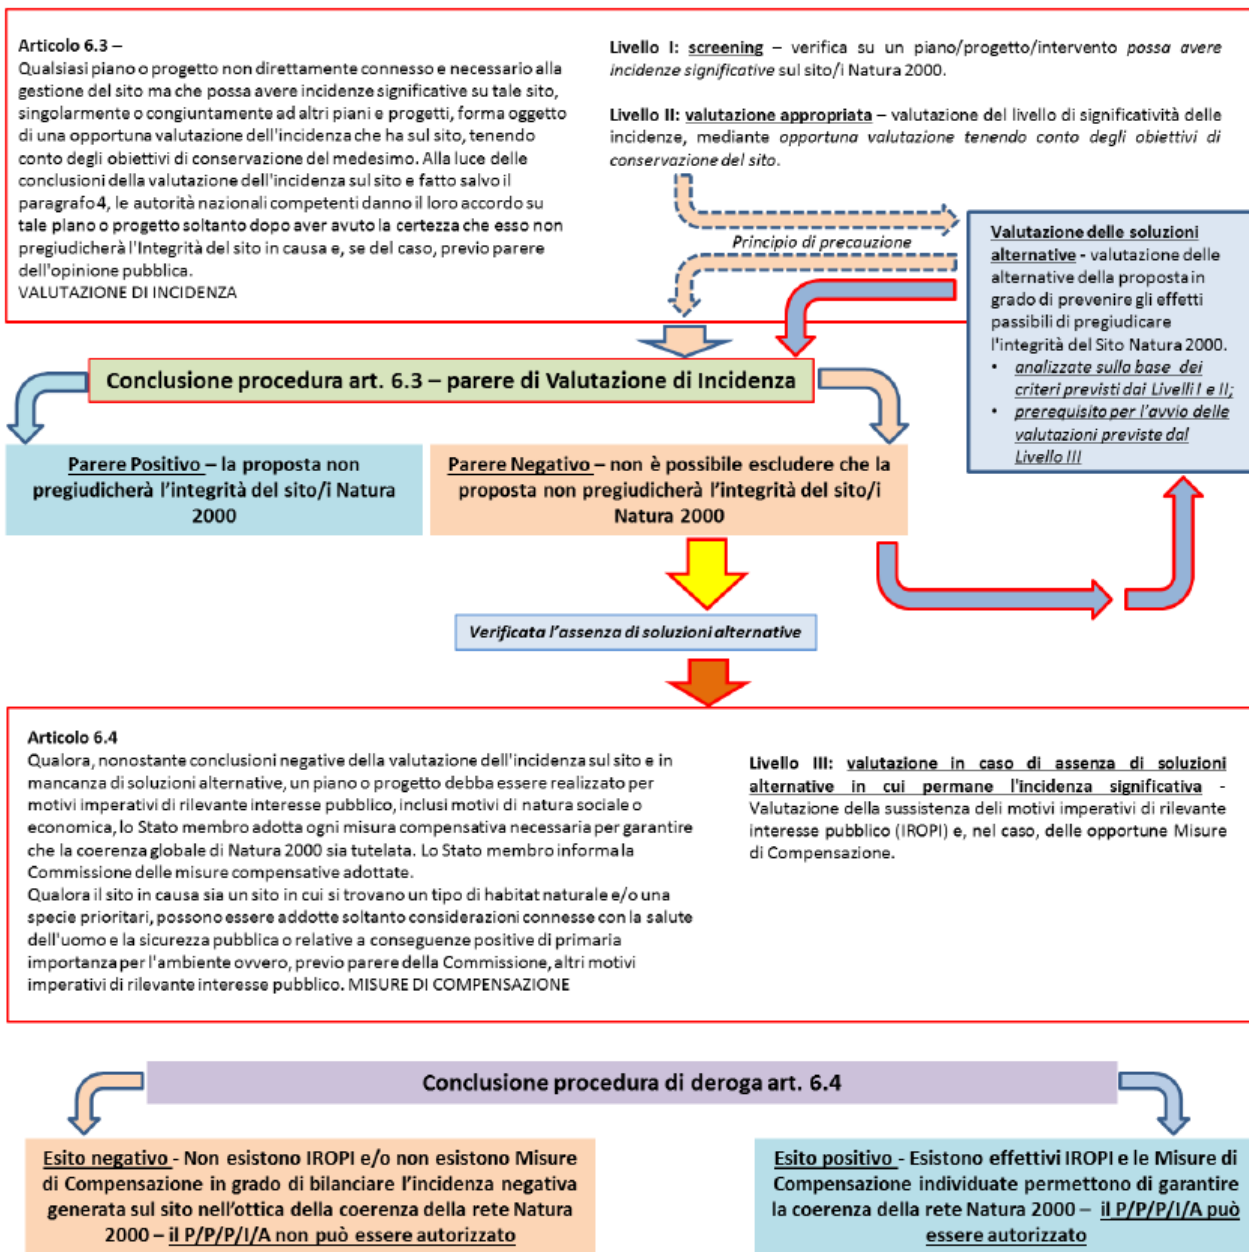 Articolo 6.3 –
Qualsiasi piano o progetto non direttamente connesso e necessario alla
gestione del sito ma che possa avere incidenze significative su tale sito,
singolarmente o congiuntamente ad altri piani e progetti, forma oggetto
di una opportuna valutazione dell'incidenza che ha sul sito, tenendo
conto degli obiettivi di conservazione del medesimo. Alla luce delle
conclusioni della valutazione dell'incidenza sul sito e fatto salvo il
paragrafo 4, le autorità nazionali competenti danno il loro accordo su
tale piano o progetto soltanto dopo aver avuto la certezza che esso non
pregiudicherà l'Integrità del sito in causa e, se del caso, previo parere
dell'opinione pubblica.
VALUTAZIONE DI INCIDENZA
Livello I: screening – verifica su un piano/progetto/intervento possa avere
incidenze significative sul sito/i Natura 2000.
Livello II: valutazione appropriata – valutazione del livello di significatività delle
incidenze, mediante opportuna valutazione tenendo conto degli obiettivi di
conservazione del sito.
Principio di precauzione
Valutazione delle soluzioni
alternative - valutazione delle
alternative della proposta in
grado di prevenire gli effetti
passibili di pregiudicare
l'integrità del Sito Natura 2000.
• analizzate sulla base dei
criteri previsti dai Livelli I e II;
• prerequisito per l'avvio delle
valutazioni previste dal
Livello III
Conclusione procedura art. 6.3 – parere di Valutazione di Incidenza
Parere Positivo – la proposta non
pregiudicherà l'integrità del sito/i Natura
2000
Parere Negativo – non è possibile escludere che la
proposta non pregiudicherà l'integrità del sito/i
Natura 2000
Verificata l'assenza di soluzioni alternative
Articolo 6.4
Qualora, nonostante conclusioni negative della valutazione dell'incidenza sul sito e in
mancanza di soluzioni alternative, un piano o progetto debba essere realizzato per
motivi imperativi di rilevante interesse pubblico, inclusi motivi di natura sociale o
economica, lo Stato membro adotta ogni misura compensativa necessaria per garantire
che la coerenza globale di Natura 2000 sia tutelata. Lo Stato membro informa la
Commissione delle misure compensative adottate.
Qualora il sito in causa sia un sito in cui si trovano un tipo di habitat naturale e/o una
specie prioritari, possono essere addotte soltanto considerazioni connesse con la salute
dell'uomo e la sicurezza pubblica o relative a conseguenze positive di primaria
importanza per l'ambiente ovvero, previo parere della Commissione, altri motivi
imperativi di rilevante interesse pubblico. MISURE DI COMPENSAZIONE
Livello III: valutazione in caso di assenza di soluzioni
alternative in cui permane l'incidenza significativa -
Valutazione della sussistenza deli motivi imperativi di rilevante
interesse pubblico (IROPI) e, nel caso, delle opportune Misure
di Compensazione.
Conclusione procedura di deroga art. 6.4
Esito negativo - Non esistono IROPI e/o non esistono Misure
di Compensazione in grado di bilanciare l'incidenza negativa
generata sul sito nell'ottica della coerenza della rete Natura
2000 – il P/P/P/I/A non può essere autorizzato
Esito positivo - Esistono effettivi IROPI e le Misure di
Compensazione individuate permettono di garantire
la coerenza della rete Natura 2000 – il P/P/P/I/A può
essere autorizzato